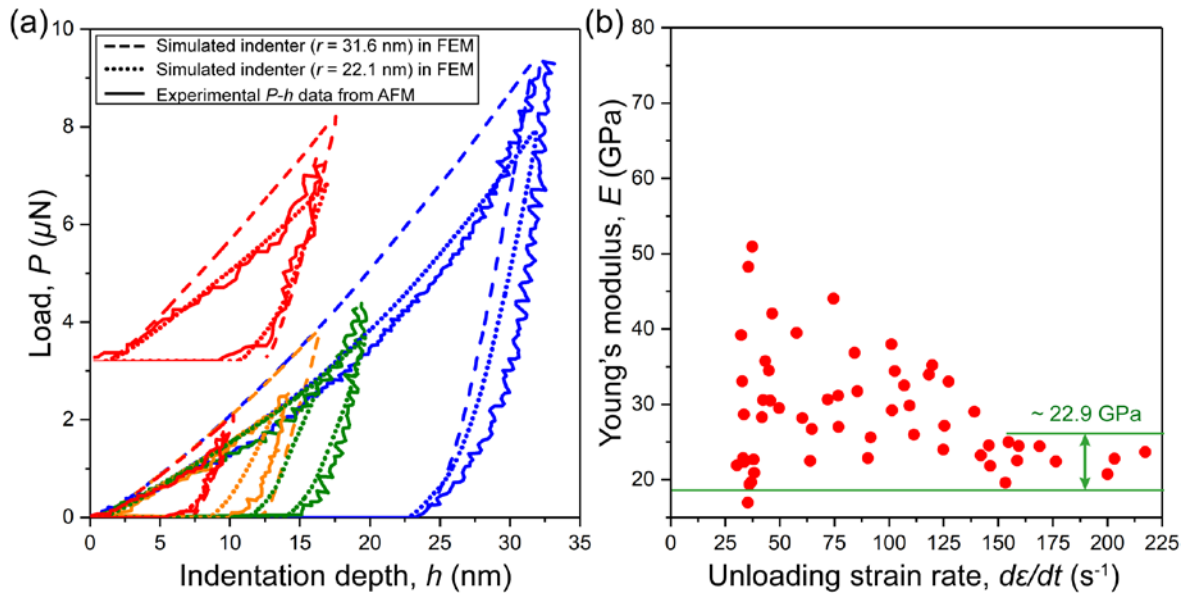 (a)
10
8
6
4
2
0
Load, P (μN)
Simulated indenter (r = 31.6 nm) in FEM
Simulated indenter (r = 22.1 nm) in FEM
Experimental P-h data from AFM
0 5 10 15 20 25 30 35
Indentation depth, h (nm)
(b)
80
70
60
50
40
30
20
Young's modulus, E (GPa)
~ 22.9 GPa
0 25 50 75 100 125 150 175 200 225
Unloading strain rate, dε/dt (s⁻¹)